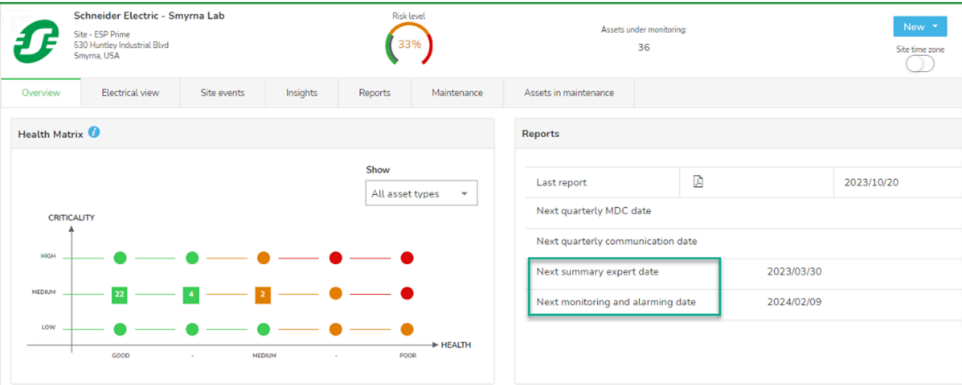 Schneider Electric - Smyrna Lab
Site - ESP Prime
530 Huntley Industrial Blvd
Smyrna, USA
Risk level
33%
Assets under monitoring:
36
New
Site time zone
Overview Electrical view Site events Insights Reports Maintenance Assets in maintenance
Health Matrix i
Show
All asset types
CRITICALITY
HIGH
MEDIUM 22 4 2
LOW
HEALTH
GOOD - MEDIUM - POOR
Reports
Last report 2023/10/20
Next quarterly MDC date
Next quarterly communication date
Next summary expert date 2023/03/30
Next monitoring and alarming date 2024/02/09